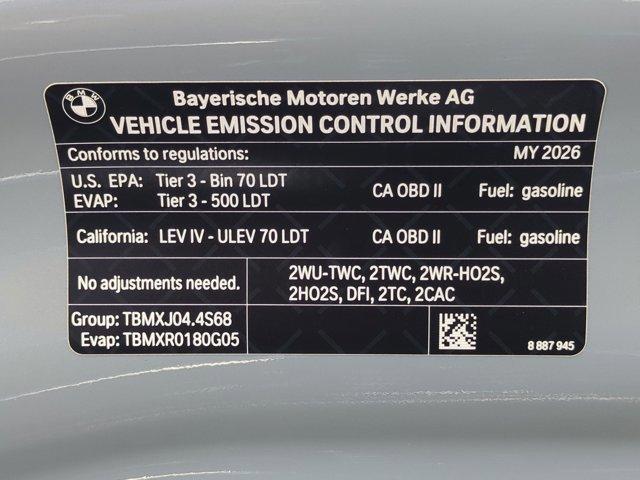 BMW
Bayerische Motoren Werke AG
VEHICLE EMISSION CONTROL INFORMATION
Conforms to regulations: MY 2026
U.S. EPA: Tier 3 - Bin 70 LDT CA OBD II Fuel: gasoline
EVAP: Tier 3 - 500 LDT
California: LEV IV - ULEV 70 LDT CA OBD II Fuel: gasoline
No adjustments needed.
2WU-TWC, 2TWC, 2WR-HO2S,
2HO2S, DFI, 2TC, 2CAC
Group: TBMXJ04.4S68
Evap: TBMXR0180G05
8 887 945